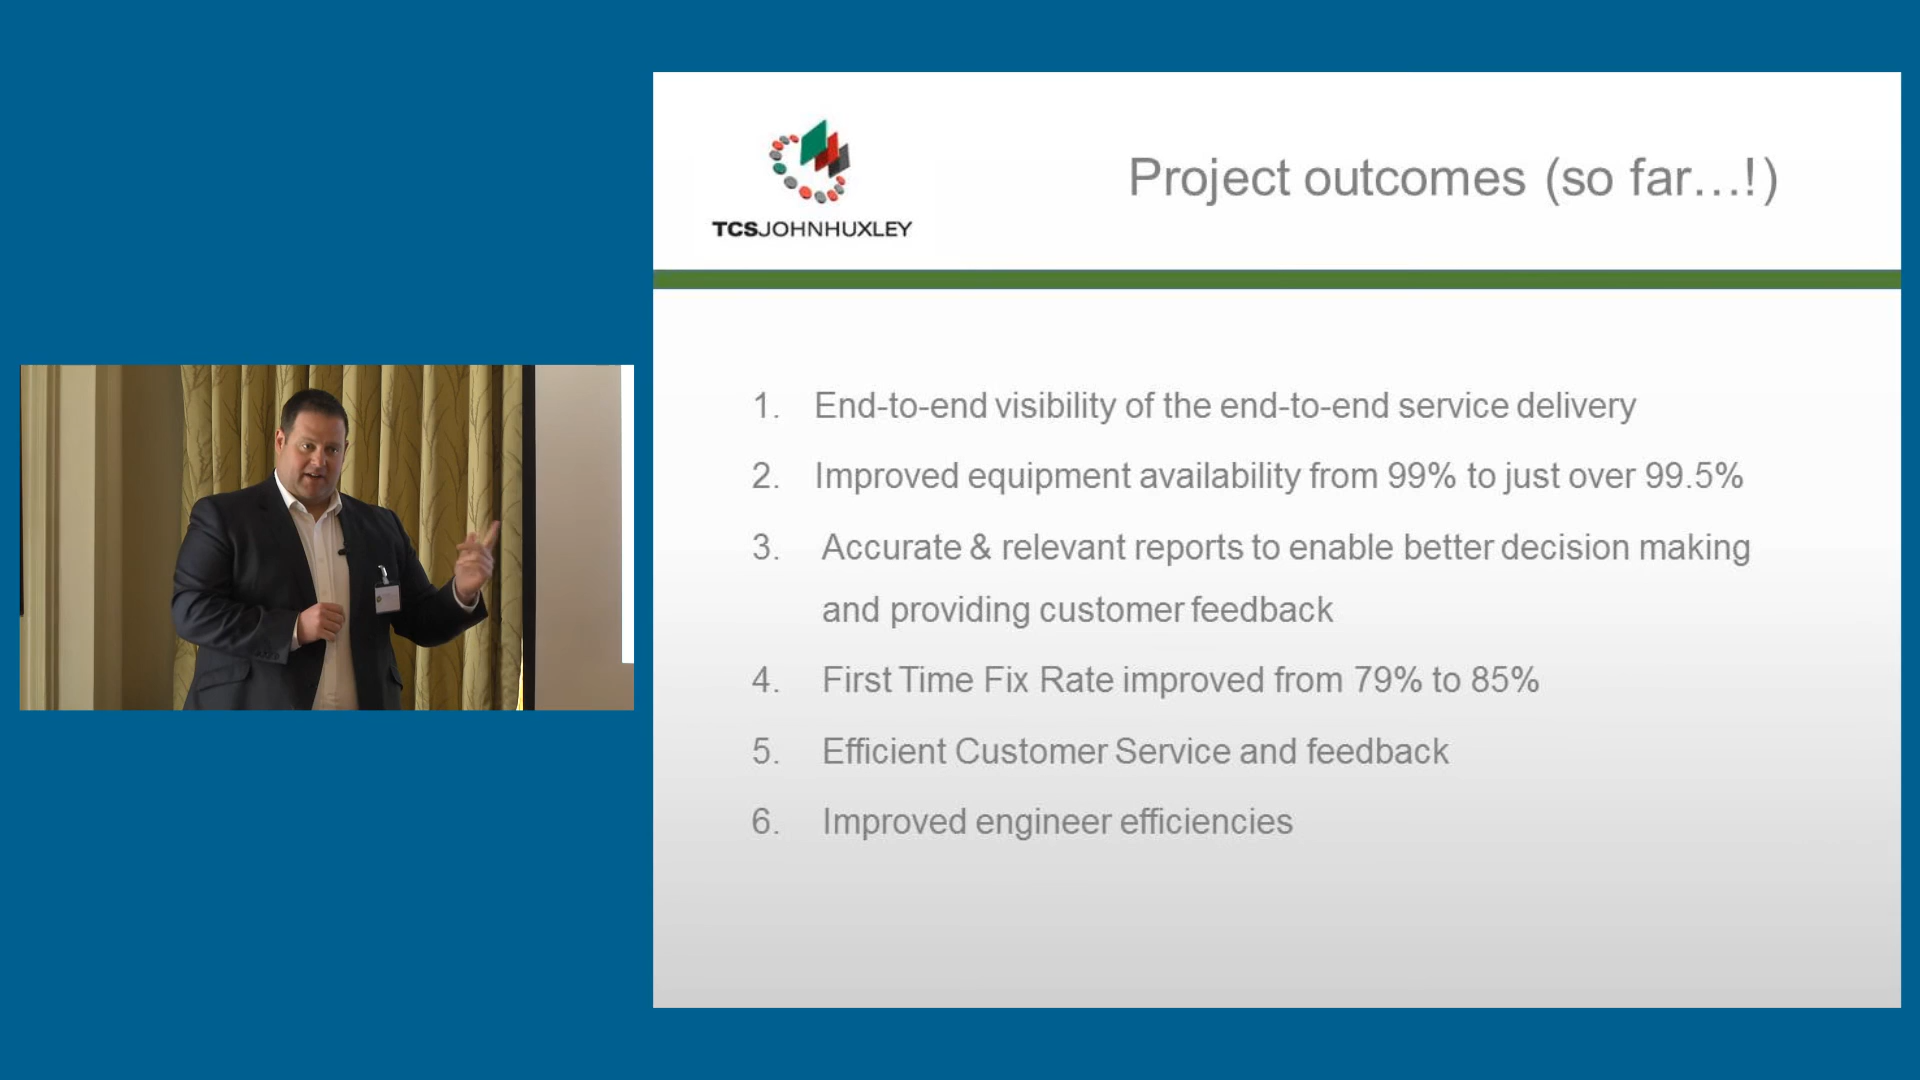 TCSJOHNHUXLEY
Project outcomes (so far...!)
1. End-to-end visibility of the end-to-end service delivery
2. Improved equipment availability from 99% to just over 99.5%
3. Accurate & relevant reports to enable better decision making
and providing customer feedback
4. First Time Fix Rate improved from 79% to 85%
5. Efficient Customer Service and feedback
6. Improved engineer efficiencies